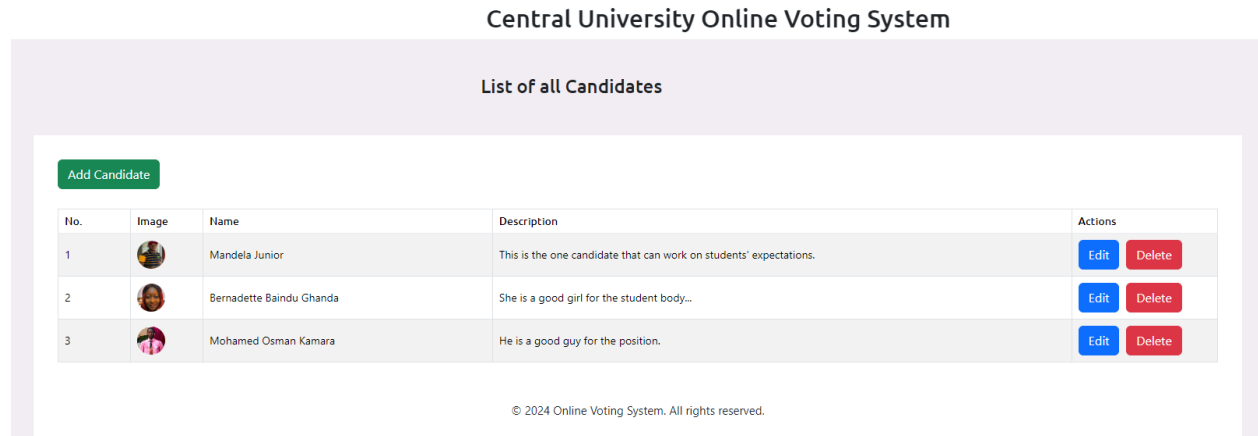 Central University Online Voting System
List of all Candidates
Add Candidate
No. Image Name Description Actions
1 Mandela Junior This is the one candidate that can work on students' expectations. Edit Delete
2 Bernadette Baindu Ghanda She is a good girl for the student body... Edit Delete
3 Mohamed Osman Kamara He is a good guy for the position. Edit Delete
© 2024 Online Voting System. All rights reserved.